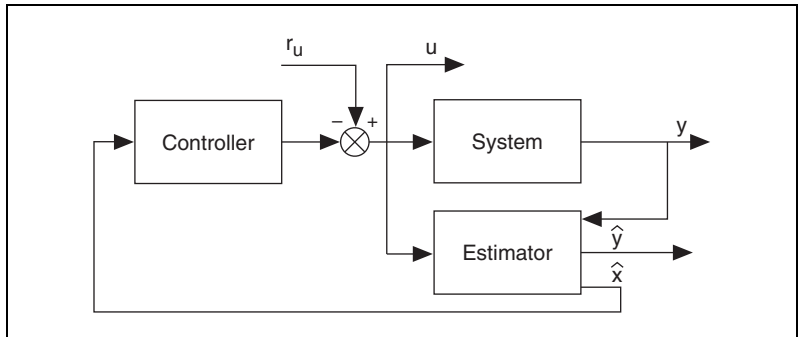 r_u
u
− +
Controller
System
y
Estimator
ŷ
x̂